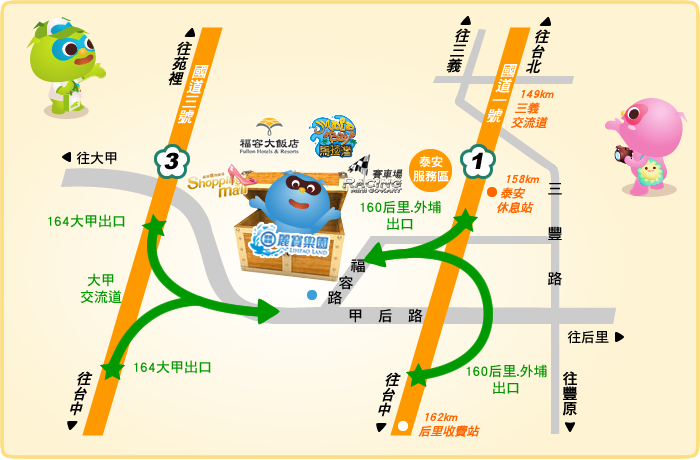 往苑裡
國道三號
3
往大甲
福容大飯店
Fullon Hotels & Resorts
馬拉灣
Shopping
mall
賽車場
RACING
MINI GOKART
麗寶樂園
LIHPAO LAND
往三義
往台北
國道一號
149km
三義
交流道
泰安
服務區
1
158km
泰安
休息站
三豐路
164大甲出口
160后里.外埔
出口
大甲
交流道
福容路
甲后路
往后里
164大甲出口
160后里.外埔
出口
往台中
往台中
往豐原
162km
后里收費站